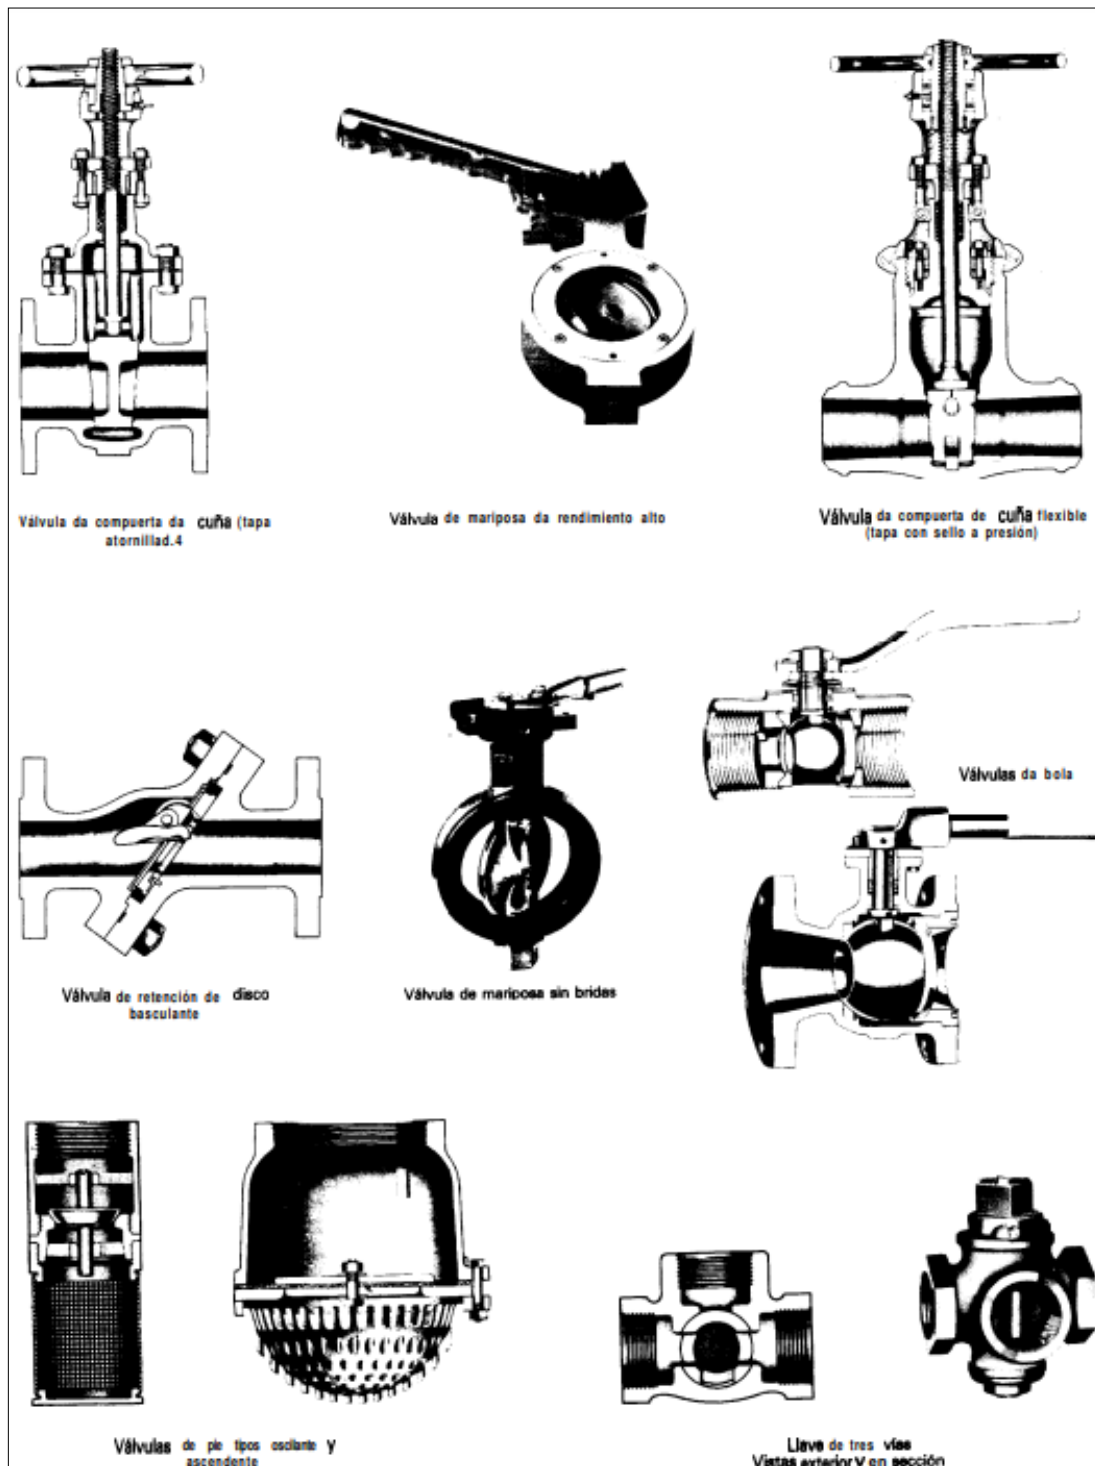 Válvula da compuerta da cuña (tapa
atornillad.4
Válvula de mariposa da rendimiento alto
Válvula da compuerta de cuña flexible
(tapa con sello a presión)
Válvulas da bola
Válvula de retención de disco
basculante
Válvula de mariposa sin bridas
Válvulas de pie tipos oscilante y
ascendente
Llave de tres vías
Vistas exterior y en sección